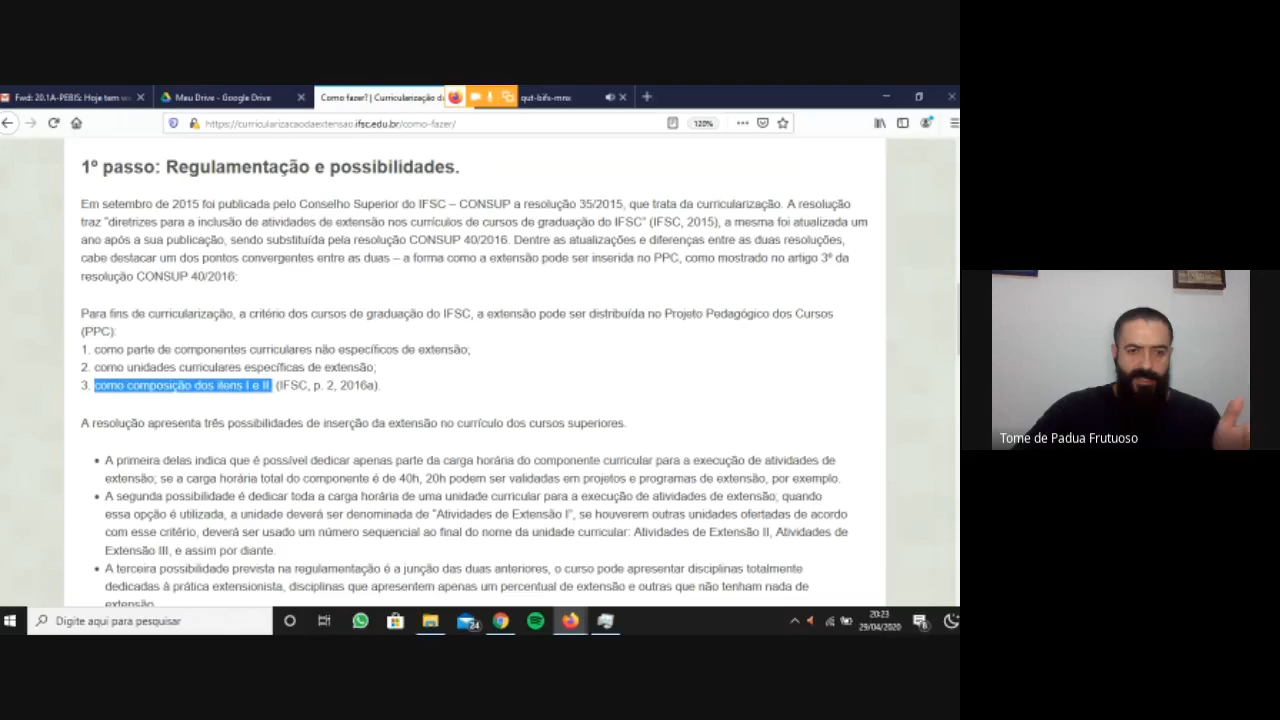 Fwd: 20.1A-PEBIS: Hoje tem
Meu Drive - Google Drive
Como fazer? | Curricularização da
qut-bifs-mnx
https://curricularizacaodaextensao.ifsc.edu.br/como-fazer/
120%
1º passo: Regulamentação e possibilidades.
Em setembro de 2015 foi publicada pelo Conselho Superior do IFSC – CONSUP a resolução 35/2015, que trata da curricularização. A resolução
traz "diretrizes para a inclusão de atividades de extensão nos currículos de cursos de graduação do IFSC" (IFSC, 2015), a mesma foi atualizada um
ano após a sua publicação, sendo substituída pela resolução CONSUP 40/2016. Dentre as atualizações e diferenças entre as duas resoluções,
cabe destacar um dos pontos convergentes entre as duas – a forma como a extensão pode ser inserida no PPC, como mostrado no artigo 3º da
resolução CONSUP 40/2016:
Para fins de curricularização, a critério dos cursos de graduação do IFSC, a extensão pode ser distribuída no Projeto Pedagógico dos Cursos
(PPC):
1. como parte de componentes curriculares não específicos de extensão;
2. como unidades curriculares específicas de extensão;
3. como composição dos itens I e II. (IFSC, p. 2, 2016a).
A resolução apresenta três possibilidades de inserção da extensão no currículo dos cursos superiores.
• A primeira delas indica que é possível dedicar apenas parte da carga horária do componente curricular para a execução de atividades de
extensão; se a carga horária total do componente é de 40h, 20h podem ser validadas em projetos e programas de extensão, por exemplo.
• A segunda possibilidade é dedicar toda a carga horária de uma unidade curricular para a execução de atividades de extensão; quando
essa opção é utilizada, a unidade deverá ser denominada de "Atividades de Extensão I", se houverem outras unidades ofertadas de acordo
com esse critério, deverá ser usado um número sequencial ao final do nome da unidade curricular: Atividades de Extensão II, Atividades de
Extensão III, e assim por diante.
• A terceira possibilidade prevista na regulamentação é a junção das duas anteriores, o curso pode apresentar disciplinas totalmente
dedicadas à prática extensionista, disciplinas que apresentem apenas um percentual de extensão e outras que não tenham nada de
extensão.
Tome de Padua Frutuoso
Digite aqui para pesquisar
24
20:23
29/04/2020